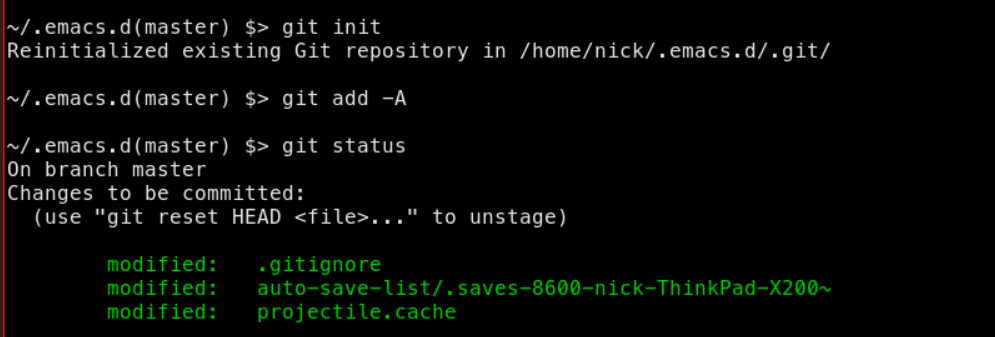 ~/.emacs.d(master) $> git init
Reinitialized existing Git repository in /home/nick/.emacs.d/.git/
~/.emacs.d(master) $> git add -A
~/.emacs.d(master) $> git status
On branch master
Changes to be committed:
  (use "git reset HEAD <file>..." to unstage)
        modified:   .gitignore
        modified:   auto-save-list/.saves-8600-nick-ThinkPad-X200~
        modified:   projectile.cache